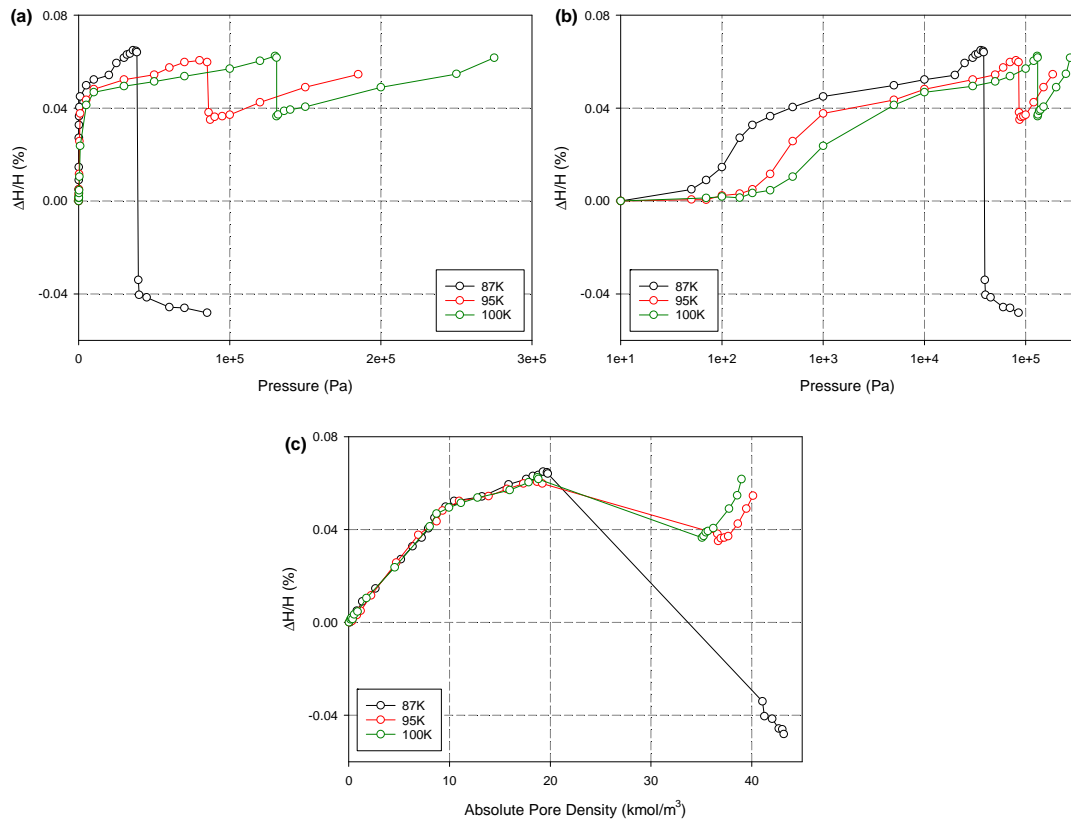 (a)
0.08
0.04
0.00
-0.04
ΔH/H (%)
0
1e+5
2e+5
3e+5
Pressure (Pa)
87K
95K
100K
(b)
0.08
0.04
0.00
-0.04
ΔH/H (%)
1e+1
1e+2
1e+3
1e+4
1e+5
Pressure (Pa)
87K
95K
100K
(c)
0.08
0.04
0.00
-0.04
ΔH/H (%)
0
10
20
30
40
Absolute Pore Density (kmol/m³)
87K
95K
100K